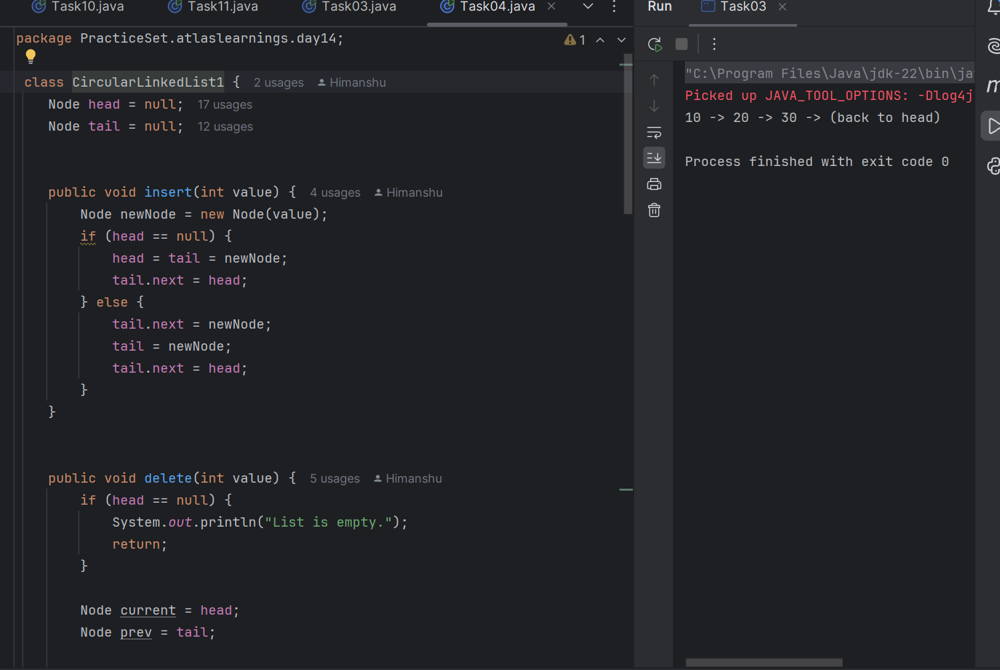 Task10.java Task11.java Task03.java Task04.java
package PracticeSet.atlaslearnings.day14;
1
class CircularLinkedList1 { 2 usages Himanshu
Node head = null; 17 usages
Node tail = null; 12 usages
public void insert(int value) { 4 usages Himanshu
Node newNode = new Node(value);
if (head == null) {
head = tail = newNode;
tail.next = head;
} else {
tail.next = newNode;
tail = newNode;
tail.next = head;
}
}
public void delete(int value) { 5 usages Himanshu
if (head == null) {
System.out.println("List is empty.");
return;
}
Node current = head;
Node prev = tail;
Run Task03
"C:\Program Files\Java\jdk-22\bin\ja
Picked up JAVA_TOOL_OPTIONS: -Dlog4j
10 -> 20 -> 30 -> (back to head)
Process finished with exit code 0